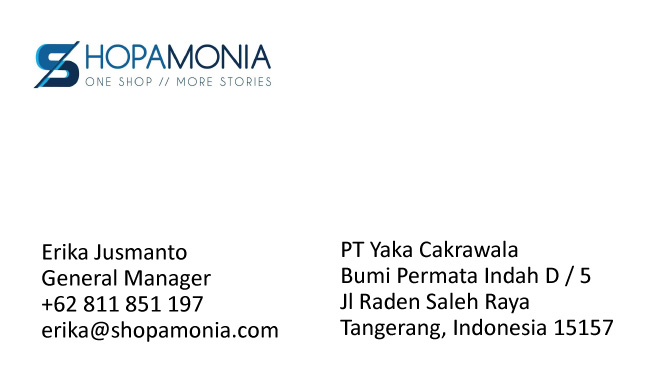 SHOPAMONIA
ONE SHOP // MORE STORIES
Erika Jusmanto
General Manager
+62 811 851 197
erika@shopamonia.com
PT Yaka Cakrawala
Bumi Permata Indah D / 5
Jl Raden Saleh Raya
Tangerang, Indonesia 15157